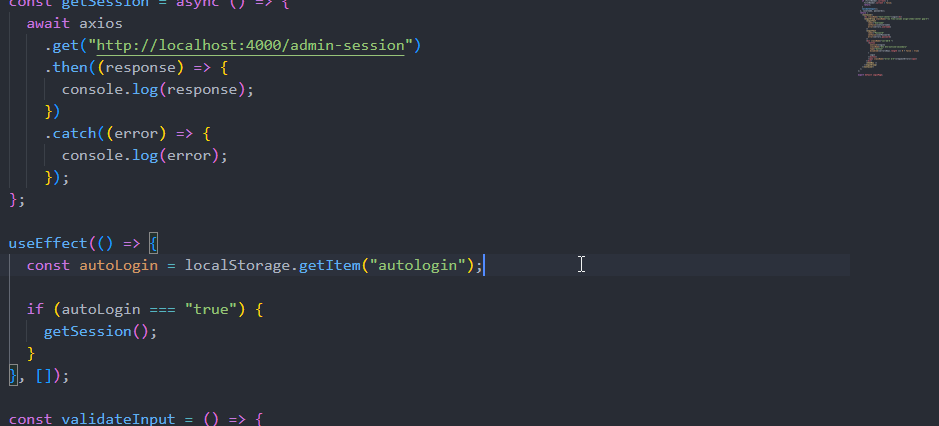 const getSession = async () => {
await axios
.get("http://localhost:4000/admin-session")
.then((response) => {
console.log(response);
})
.catch((error) => {
console.log(error);
});
};
useEffect(() => {
const autoLogin = localStorage.getItem("autologin");
if (autoLogin === "true") {
getSession();
}
}, []);
const validateInput = () => {